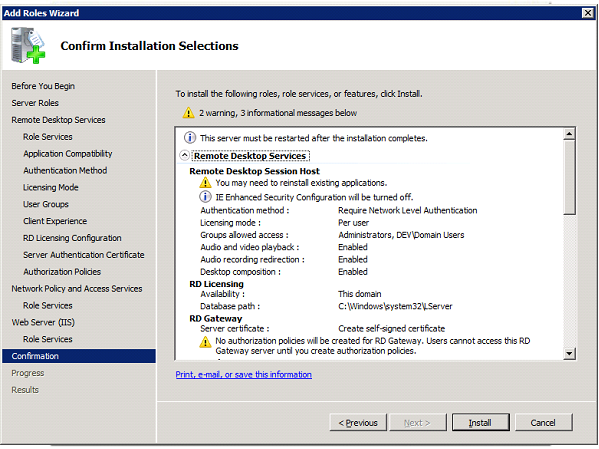 Add Roles Wizard
Confirm Installation Selections
Before You Begin
Server Roles
Remote Desktop Services
Role Services
Application Compatibility
Authentication Method
Licensing Mode
User Groups
Client Experience
RD Licensing Configuration
Server Authentication Certificate
Authorization Policies
Network Policy and Access Services
Role Services
Web Server (IIS)
Role Services
Confirmation
Progress
Results
To install the following roles, role services, or features, click Install.
2 warning, 3 informational messages below
This server must be restarted after the installation completes.
Remote Desktop Services
Remote Desktop Session Host
You may need to reinstall existing applications.
IE Enhanced Security Configuration will be turned off.
Authentication method : Require Network Level Authentication
Licensing mode : Per user
Groups allowed access : Administrators, DEV\Domain Users
Audio and video playback : Enabled
Audio recording redirection : Enabled
Desktop composition : Enabled
RD Licensing
Availability : This domain
Database path : C:\Windows\system32\LServer
RD Gateway
Server certificate : Create self-signed certificate
No authorization policies will be created for RD Gateway. Users cannot access this RD
Gateway server until you create authorization policies.
Print, e-mail, or save this information
< Previous Next > Install Cancel